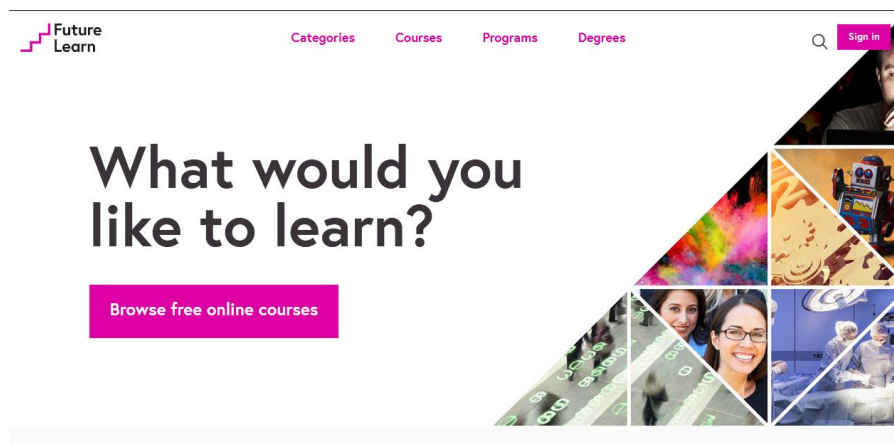 Future
Learn
Categories Courses Programs Degrees
Sign in
What would you
like to learn?
Browse free online courses